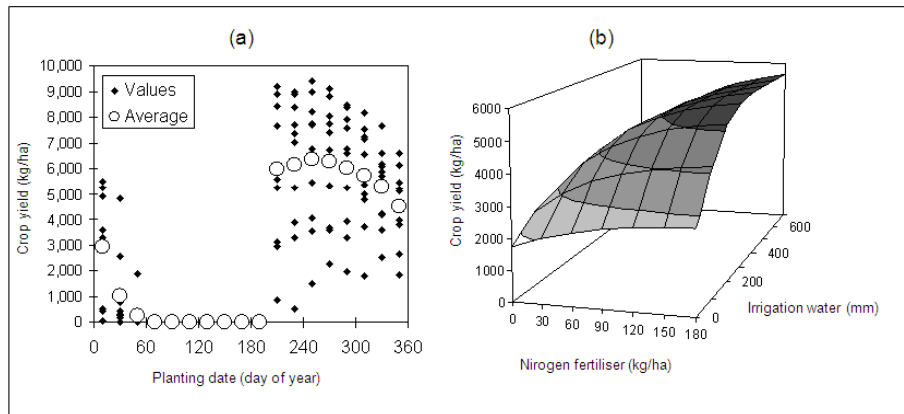 (a)
Crop yield (kg/ha)
10,000
9,000
8,000
7,000
6,000
5,000
4,000
3,000
2,000
1,000
0
Values
Average
0 60 120 180 240 300 360
Planting date (day of year)
(b)
Crop yield (kg/ha)
6000
5000
4000
3000
2000
1000
0
0 30 60 90 120 150 180
Nirogen fertiliser (kg/ha)
600
400
200
0
Irrigation water (mm)